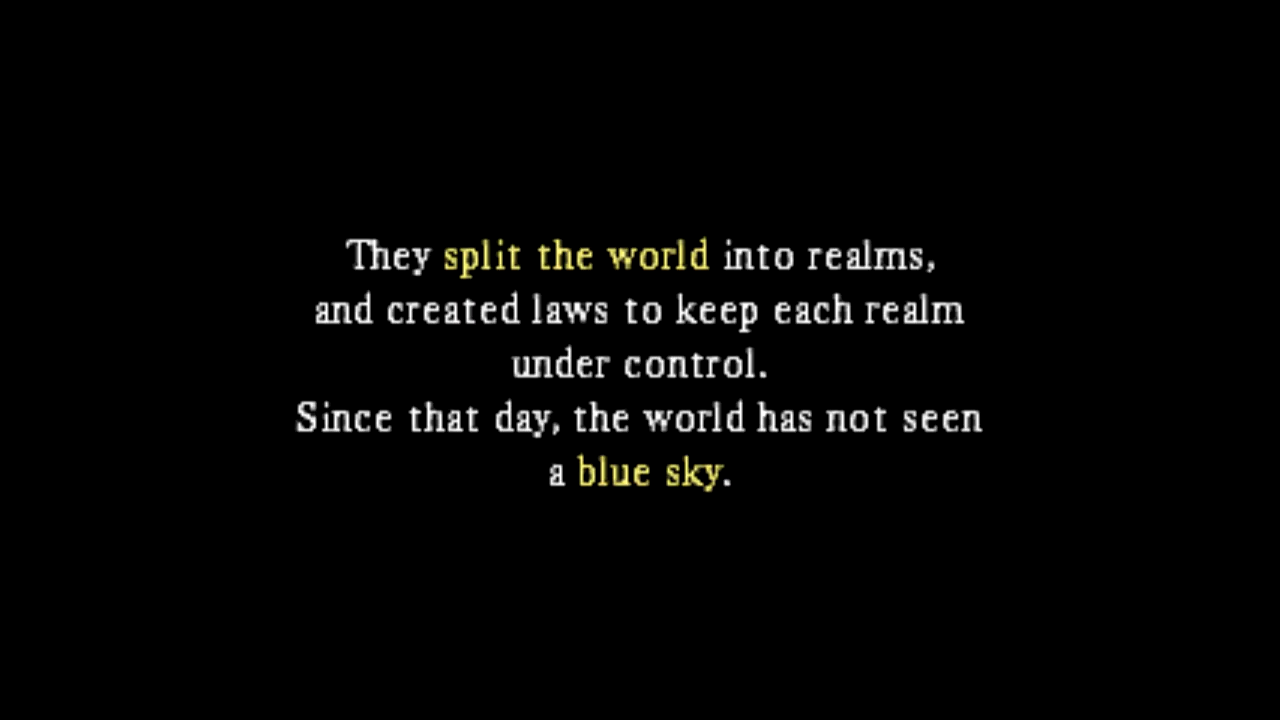 They split the world into realms,
and created laws to keep each realm
under control.
Since that day, the world has not seen
a blue sky.